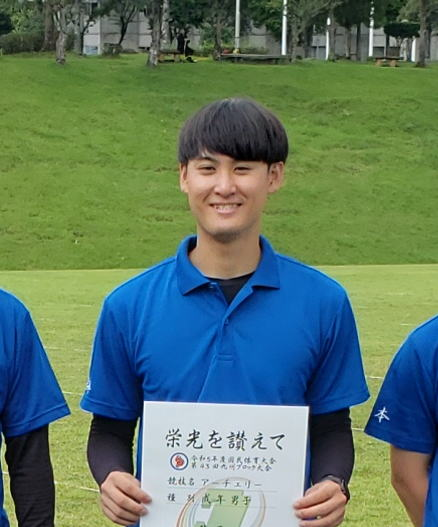 栄光を讃えて
令和5年度国民体育大会
第43回九州ブロック大会
競技名 アーチェリー
種別 成年男子
本